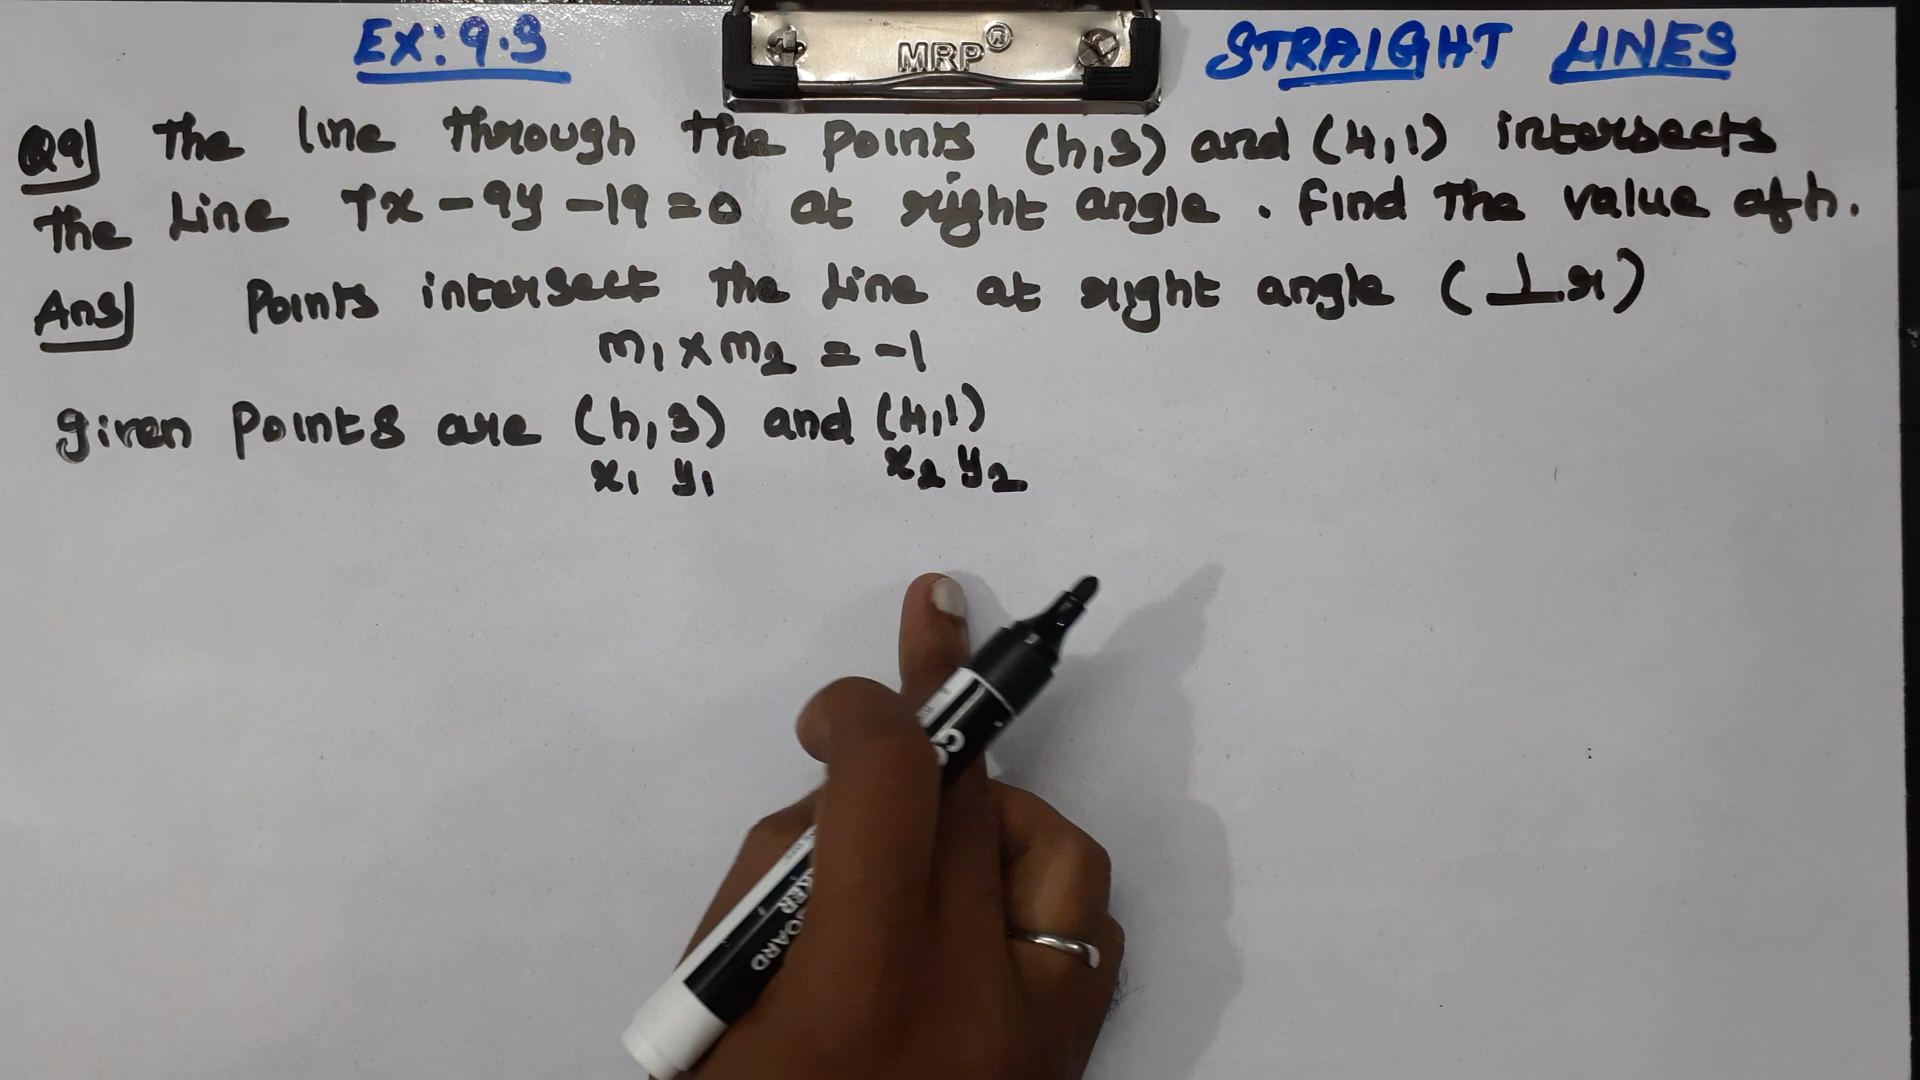 EX: 9.3
MRP®
STRAIGHT LINES
Q9) The line through the points (h,3) and (4,1) intersects
the line 7x - 9y - 19 = 0 at right angle. Find the value of h.
Ans) Points intersect the line at right angle (⊥r)
m₁ × m₂ = -1
given points are (h,3) and (4,1)
x₁ y₁ x₂ y₂